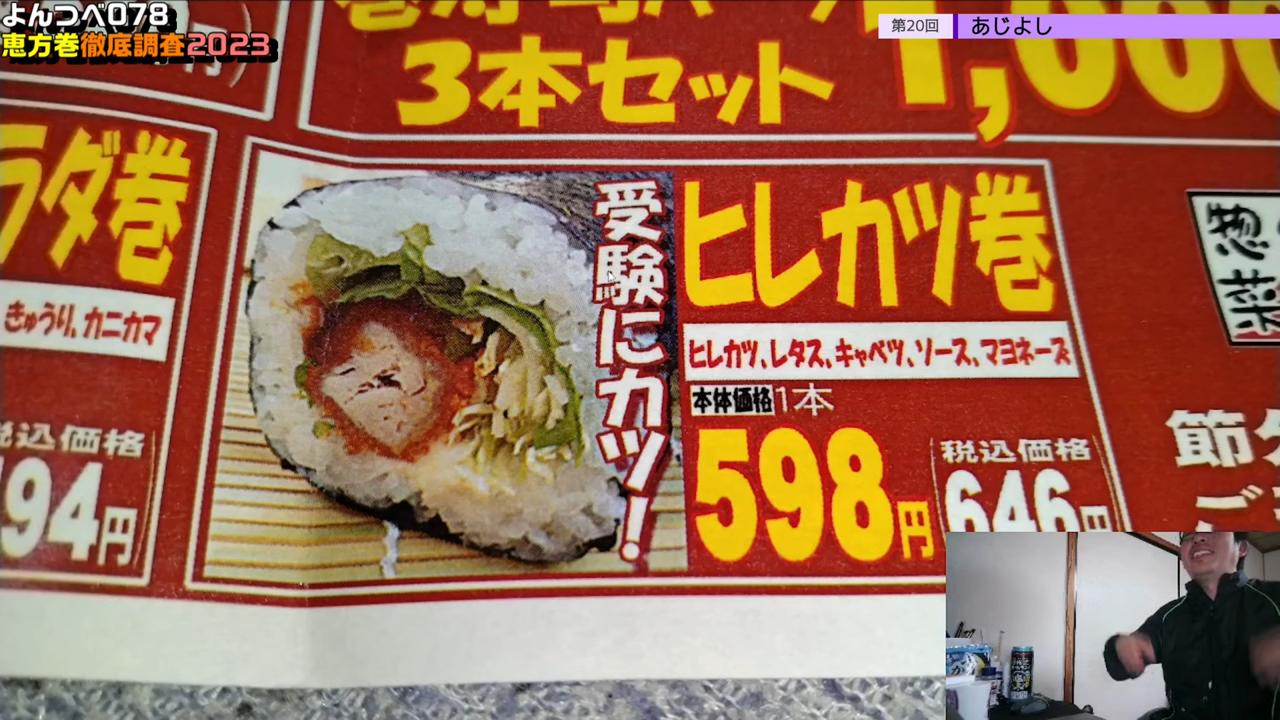 よんつべ078
恵方巻徹底調査2023
第20回
あじよし
3本セット
ラダ巻
きゅうり、カニカマ
税込価格
94円
受験にカツ!
ヒレカツ巻
ヒレカツ、レタス、キャベツ、ソース、マヨネーズ
本体価格1本
598円
税込価格
646円
惣菜
節分